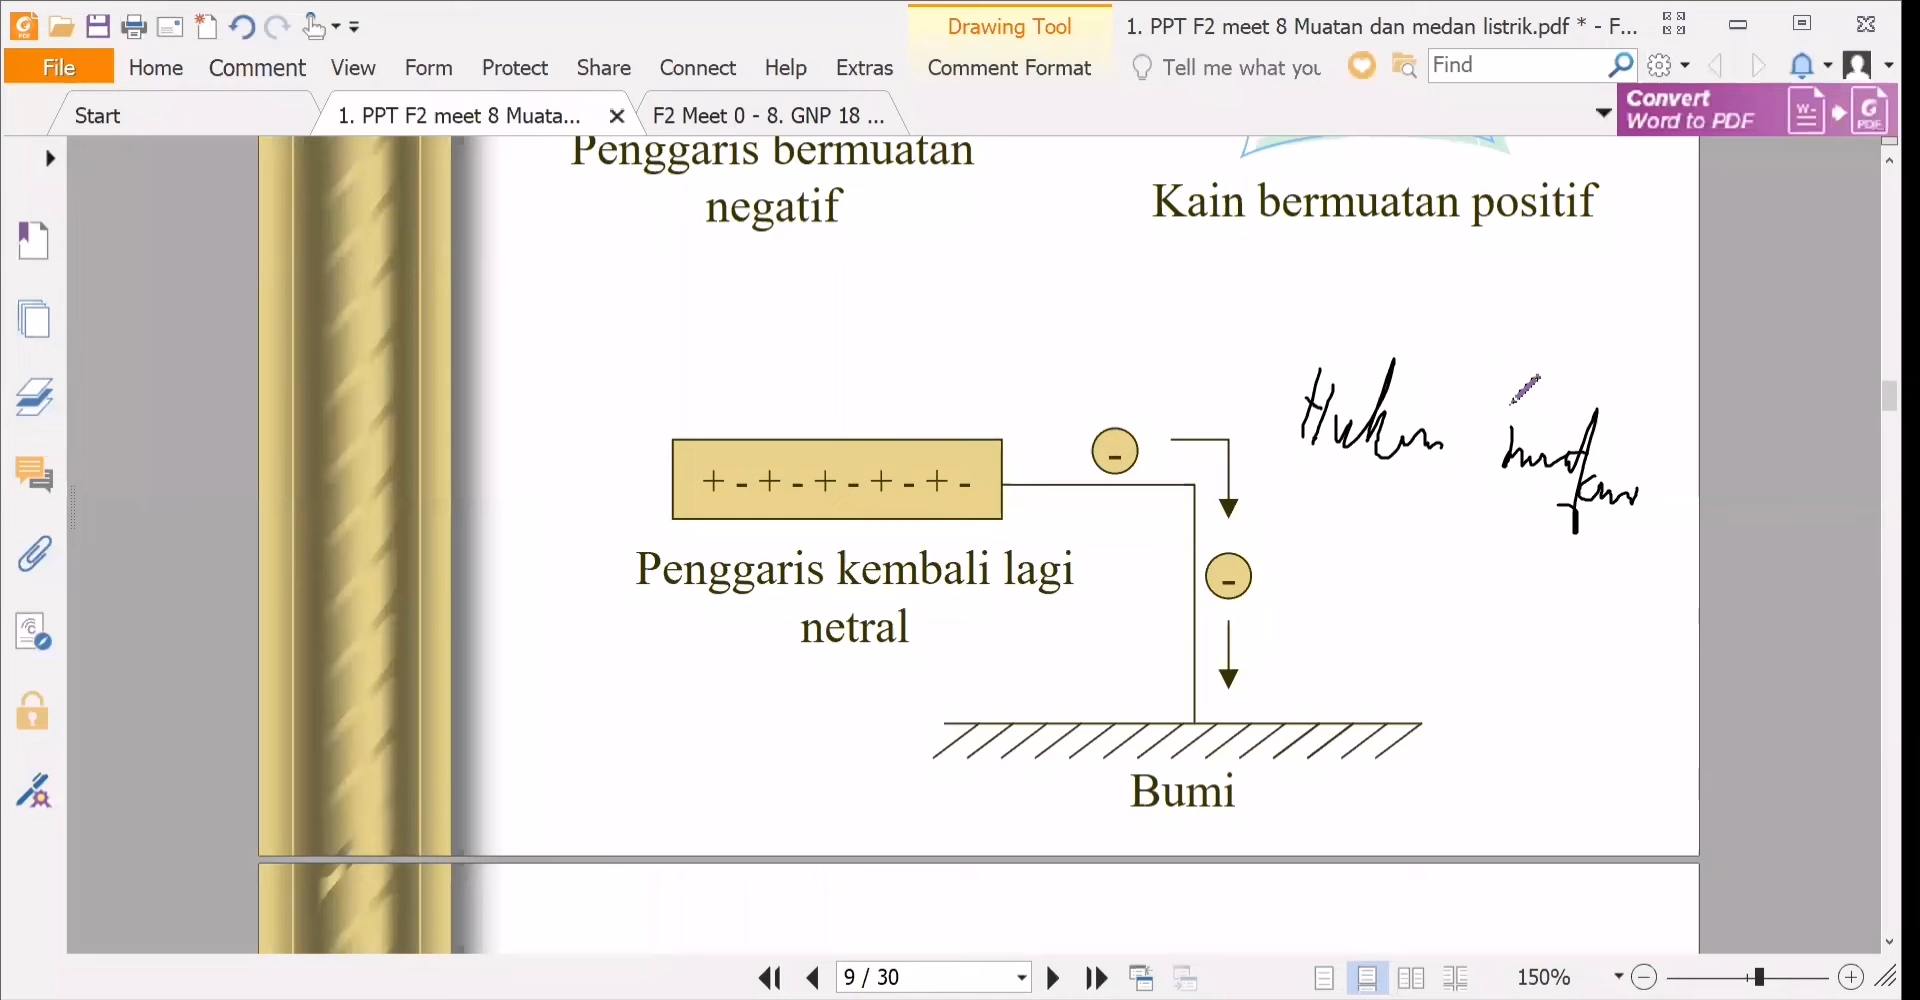 Drawing Tool
1. PPT F2 meet 8 Muatan dan medan listrik.pdf * - F...
File Home Comment View Form Protect Share Connect Help Extras Comment Format Tell me what you Find
Start 1. PPT F2 meet 8 Muata... F2 Meet 0 - 8. GNP 18 ...
Convert
Word to PDF
Penggaris bermuatan
negatif
Kain bermuatan positif
Hukum
-
+ - + - + - + - + -
Penggaris kembali lagi
netral
-
Bumi
9 / 30
150%